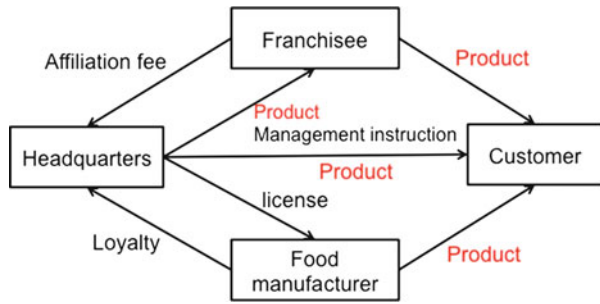 Franchisee
Affiliation fee
Product
Product
Management instruction
Headquarters
Customer
Product
license
Loyalty
Product
Food
manufacturer